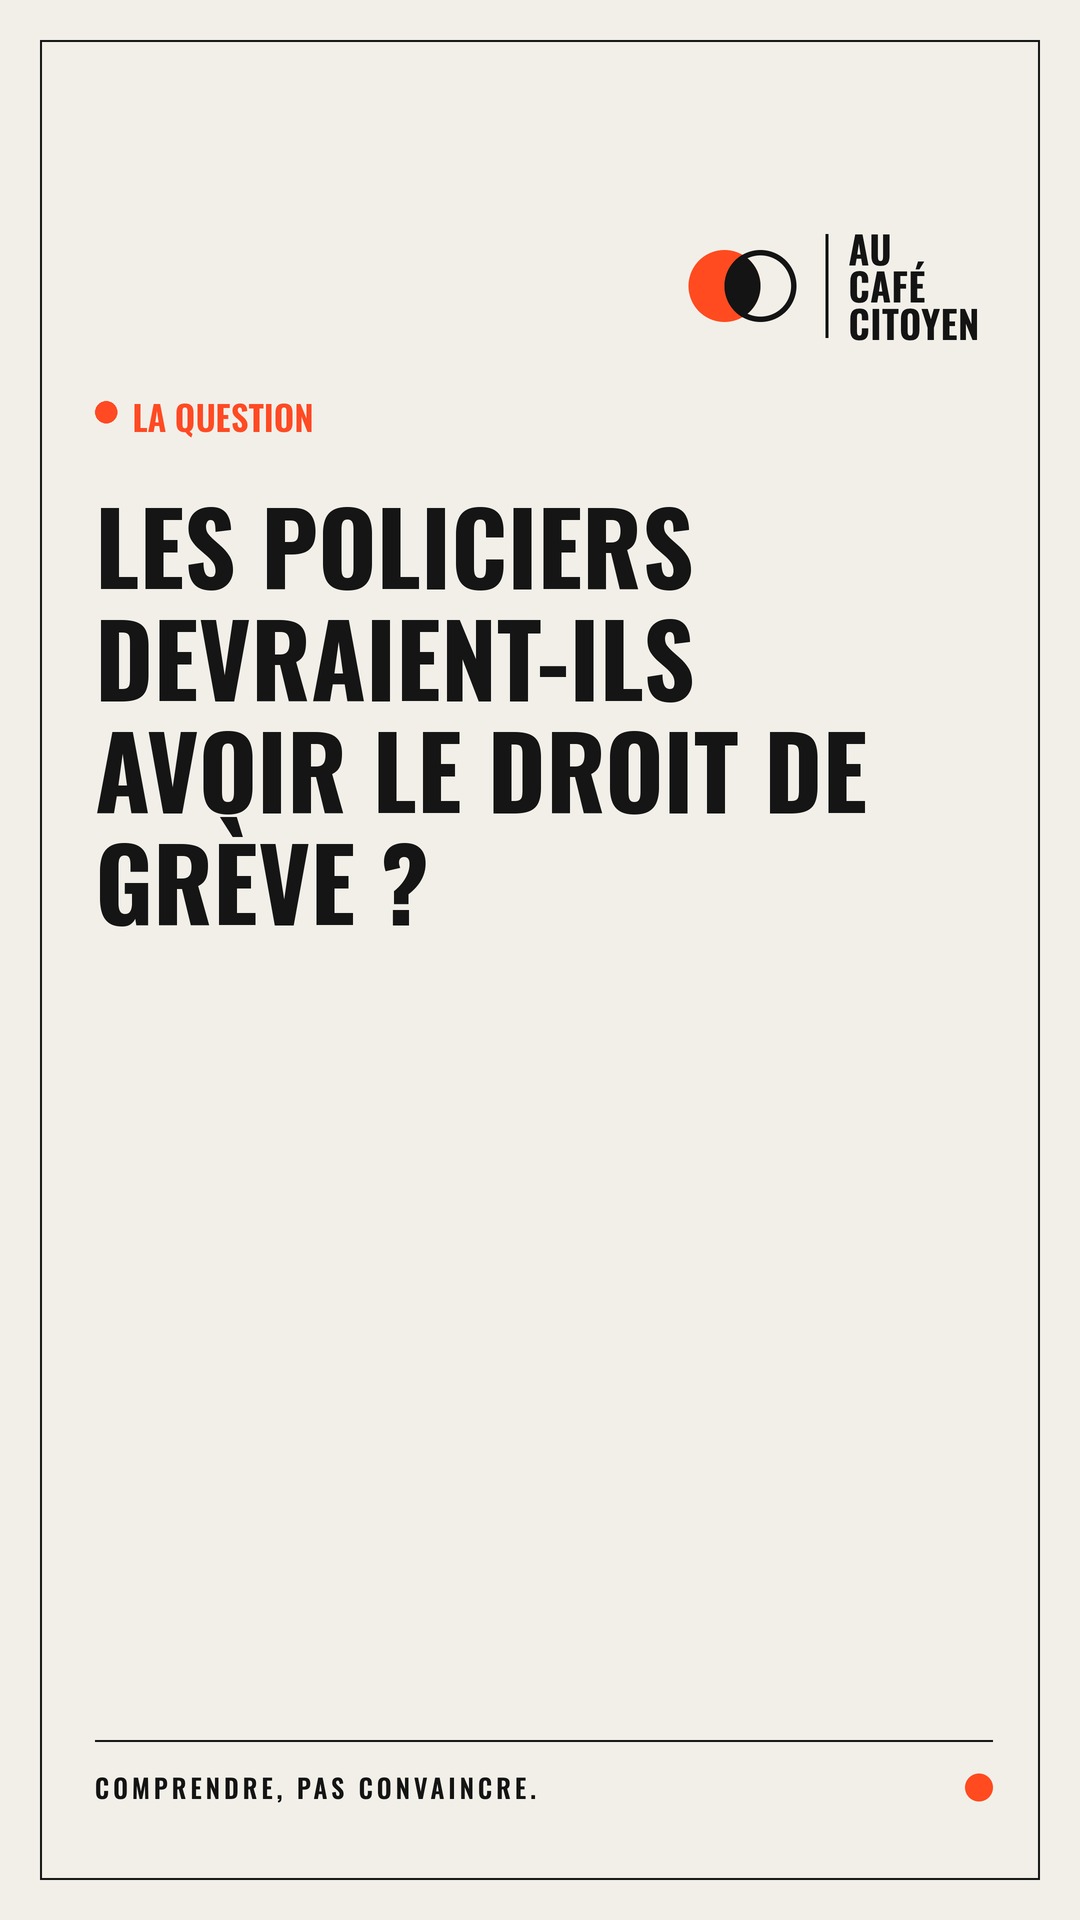 AU
CAFÉ
CITOYEN
LA QUESTION
LES POLICIERS
DEVRAIENT-ILS
AVOIR LE DROIT DE
GRÈVE ?
COMPRENDRE, PAS CONVAINCRE.